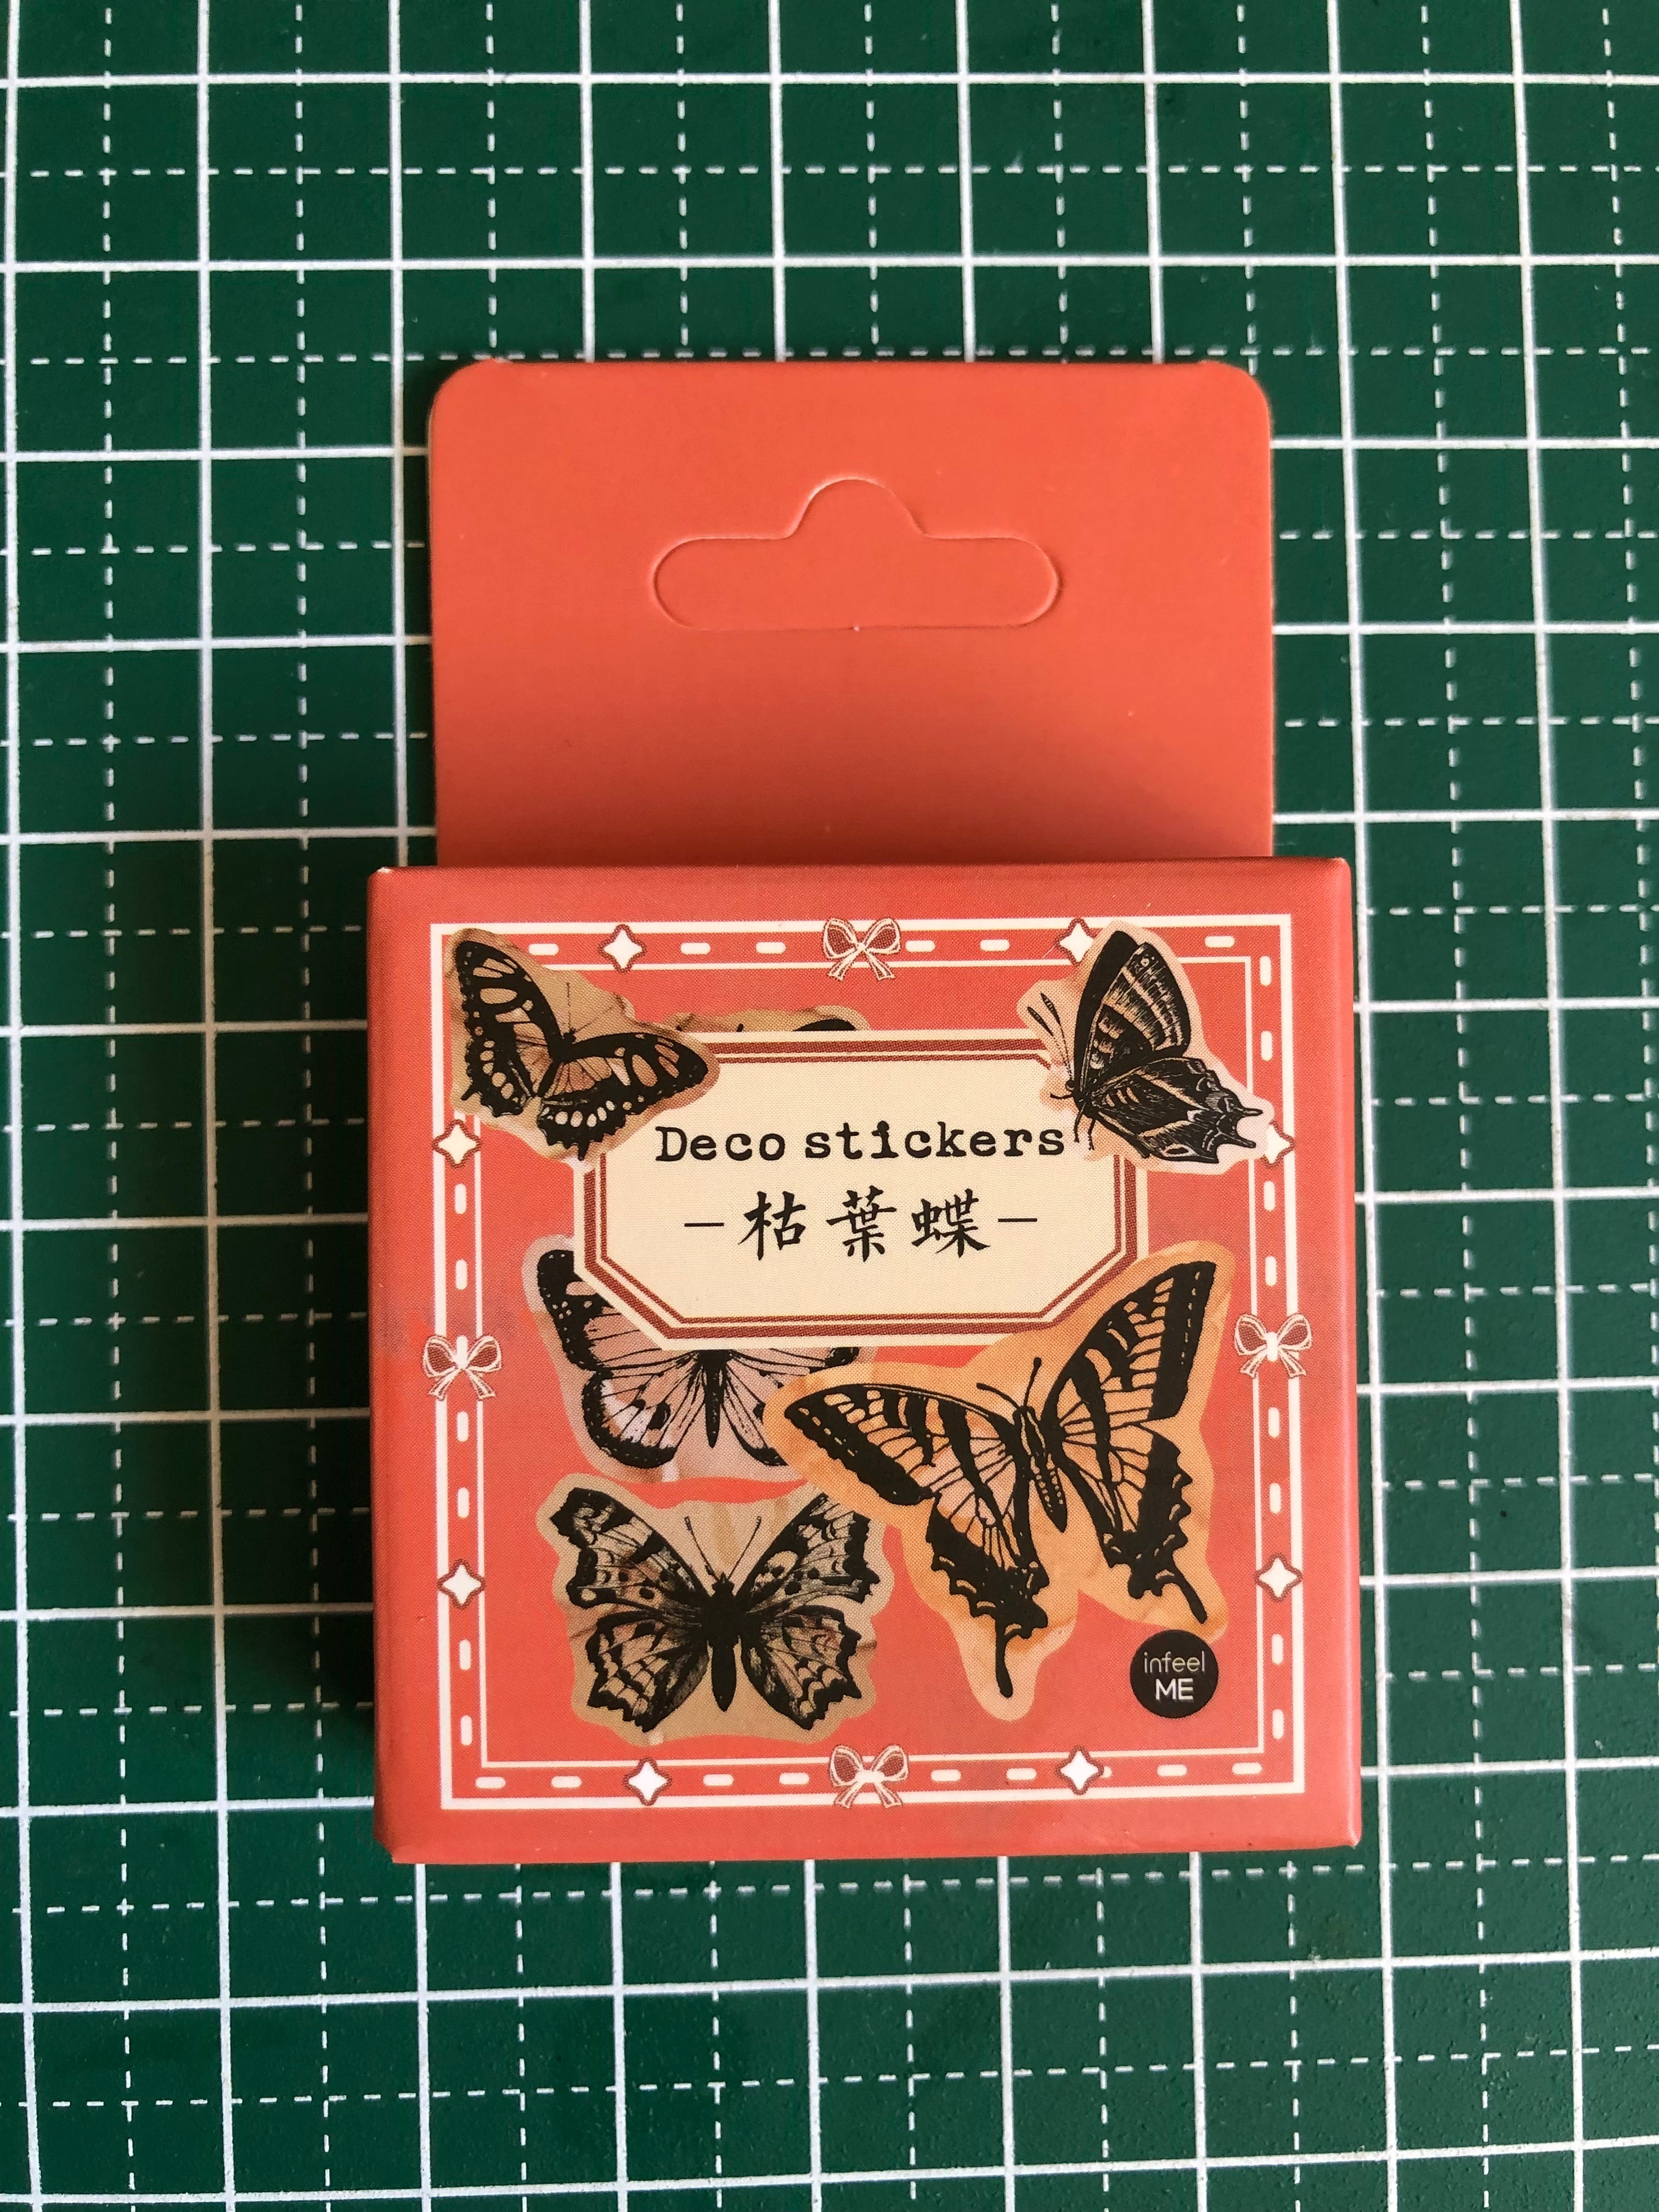 Deco stickers
－枯葉蝶－
infeel
ME